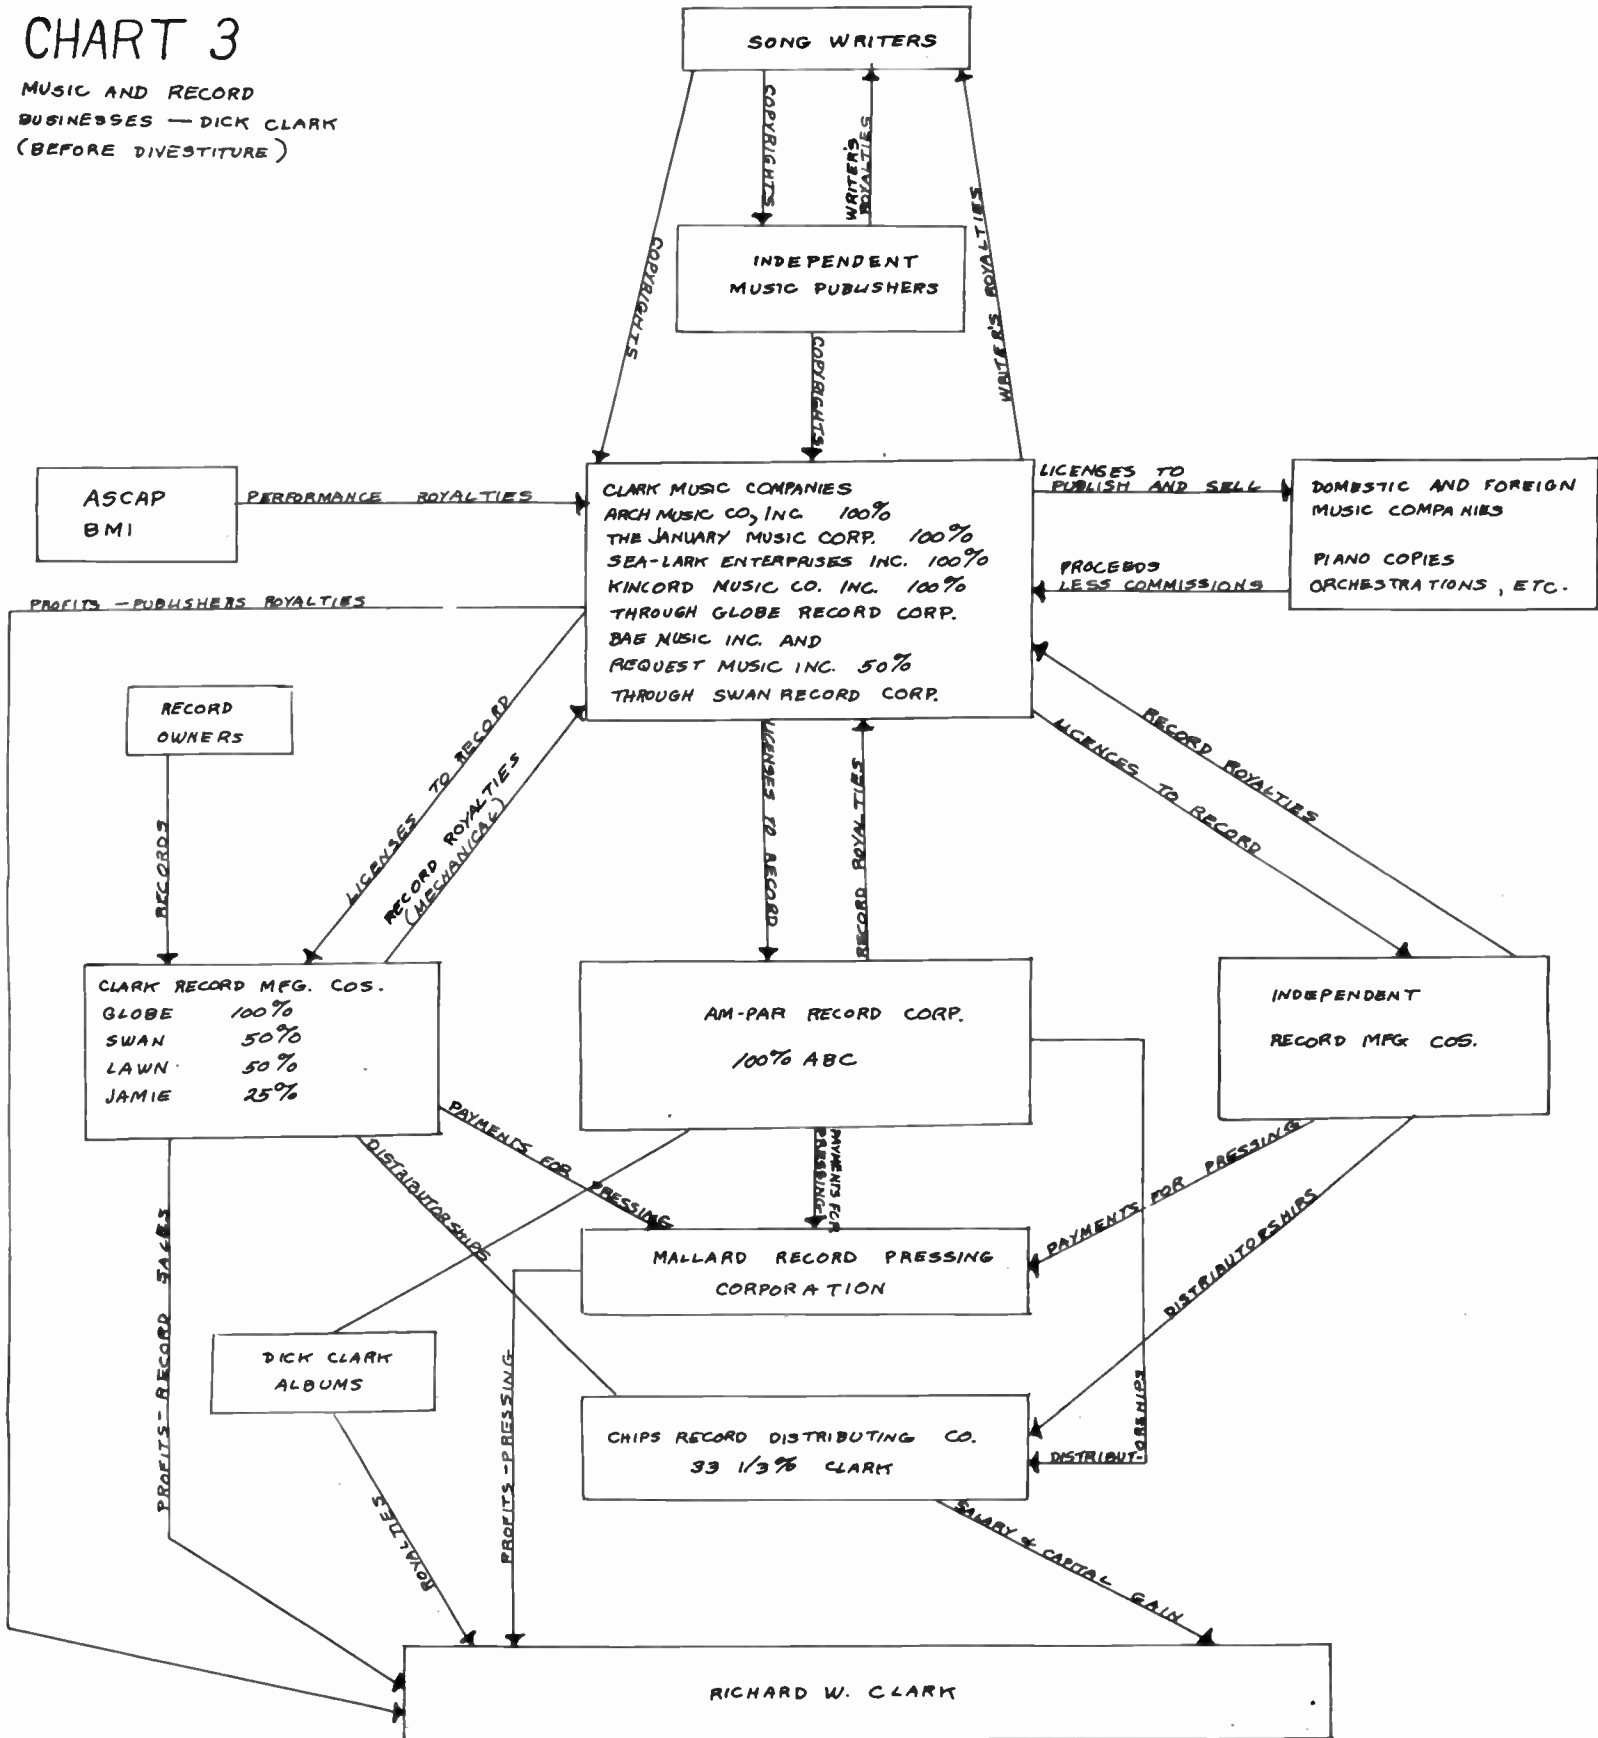 CHART 3
MUSIC AND RECORD
BUSINESSES — DICK CLARK
(BEFORE DIVESTITURE)
SONG WRITERS
COPYRIGHTS
COPYRIGHTS
WRITER'S
ROYALTIES
WRITER'S ROYALTIES
INDEPENDENT
MUSIC PUBLISHERS
COPYRIGHTS
ASCAP
BMI
PERFORMANCE ROYALTIES
CLARK MUSIC COMPANIES
ARCH MUSIC CO, INC. 100%
THE JANUARY MUSIC CORP. 100%
SEA-LARK ENTERPRISES INC. 100%
KINCORD MUSIC CO. INC. 100%
THROUGH GLOBE RECORD CORP.
BAE MUSIC INC. AND
REQUEST MUSIC INC. 50%
THROUGH SWAN RECORD CORP.
LICENSES TO
PUBLISH AND SELL
PROCEEDS
LESS COMMISSIONS
DOMESTIC AND FOREIGN
MUSIC COMPANIES
PIANO COPIES
ORCHESTRATIONS, ETC.
PROFITS - PUBLISHERS ROYALTIES
RECORD
OWNERS
RECORDS
LICENSES TO RECORD
RECORD ROYALTIES
(MECHANICAL)
LICENSES TO RECORD
RECORD ROYALTIES
LICENCES TO RECORD
RECORD ROYALTIES
CLARK RECORD MFG. COS.
GLOBE 100%
SWAN 50%
LAWN 50%
JAMIE 25%
AM-PAR RECORD CORP.
100% ABC
INDEPENDENT
RECORD MFG COS.
PAYMENTS FOR PRESSING
DISTRIBUTORSHIPS
PAYMENTS FOR
PRESSING
PAYMENTS FOR PRESSING
DISTRIBUTORSHIPS
MALLARD RECORD PRESSING
CORPORATION
PROFITS - RECORD SALES
DICK CLARK
ALBUMS
PROFITS - PRESSING
CHIPS RECORD DISTRIBUTING CO.
33 1/3% CLARK
DISTRIBUT-
ORSHIPS
ROYALTIES
SALARY & CAPITAL GAIN
RICHARD W. CLARK